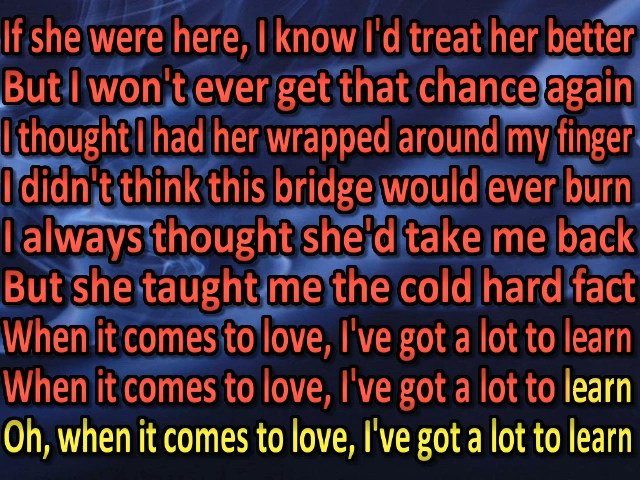 If she were here, I know I'd treat her better
But I won't ever get that chance again
I thought I had her wrapped around my finger
I didn't think this bridge would ever burn
I always thought she'd take me back
But she taught me the cold hard fact
When it comes to love, I've got a lot to learn
When it comes to love, I've got a lot to learn
Oh, when it comes to love, I've got a lot to learn